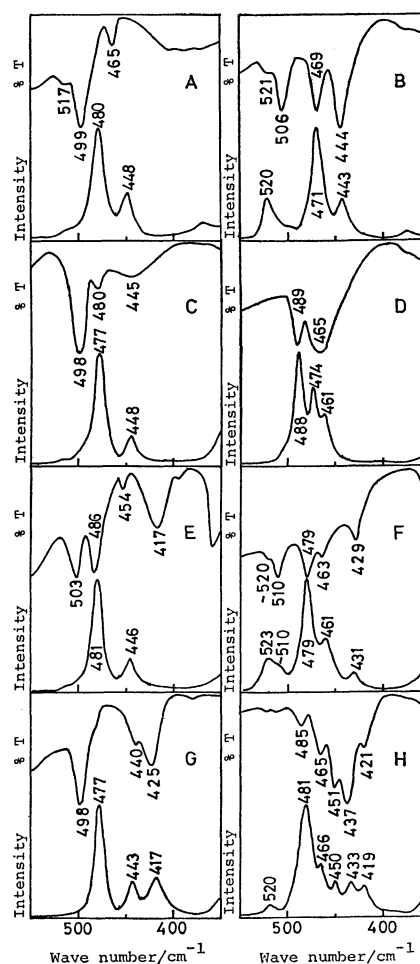 % T
Intensity
465
517
480
499
448
A
% T
Intensity
469
521
506
444
520
471
443
B
% T
Intensity
480
477
445
498
448
C
% T
Intensity
489
465
474
488
461
D
% T
Intensity
486
454
503
417
481
446
E
% T
Intensity
479
463
429
~520
510
523
~510
461
479
431
F
% T
Intensity
440
425
498
477
443
417
G
% T
Intensity
485
465
451
437
421
481
466
450
433
419
520
H
500 400
500 400
Wave number/cm⁻¹
Wave number/cm⁻¹